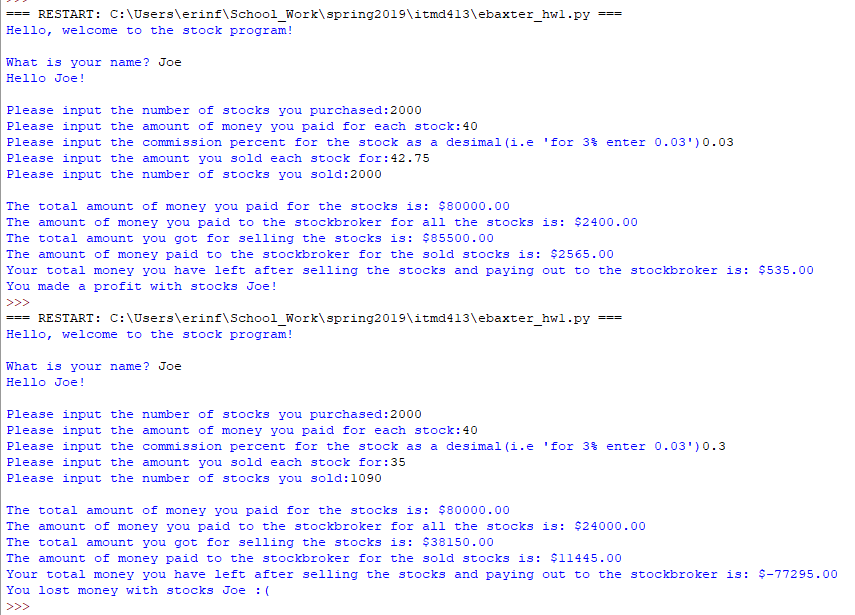 >>>
=== RESTART: C:\Users\erinf\School_Work\spring2019\itmd413\ebaxter_hw1.py ===
Hello, welcome to the stock program!
What is your name? Joe
Hello Joe!
Please input the number of stocks you purchased:2000
Please input the amount of money you paid for each stock:40
Please input the commission percent for the stock as a desimal(i.e 'for 3% enter 0.03')0.03
Please input the amount you sold each stock for:42.75
Please input the number of stocks you sold:2000
The total amount of money you paid for the stocks is: $80000.00
The amount of money you paid to the stockbroker for all the stocks is: $2400.00
The total amount you got for selling the stocks is: $85500.00
The amount of money paid to the stockbroker for the sold stocks is: $2565.00
Your total money you have left after selling the stocks and paying out to the stockbroker is: $535.00
You made a profit with stocks Joe!
>>>
=== RESTART: C:\Users\erinf\School_Work\spring2019\itmd413\ebaxter_hw1.py ===
Hello, welcome to the stock program!
What is your name? Joe
Hello Joe!
Please input the number of stocks you purchased:2000
Please input the amount of money you paid for each stock:40
Please input the commission percent for the stock as a desimal(i.e 'for 3% enter 0.03')0.3
Please input the amount you sold each stock for:35
Please input the number of stocks you sold:1090
The total amount of money you paid for the stocks is: $80000.00
The amount of money you paid to the stockbroker for all the stocks is: $24000.00
The total amount you got for selling the stocks is: $38150.00
The amount of money paid to the stockbroker for the sold stocks is: $11445.00
Your total money you have left after selling the stocks and paying out to the stockbroker is: $-77295.00
You lost money with stocks Joe :(
>>>